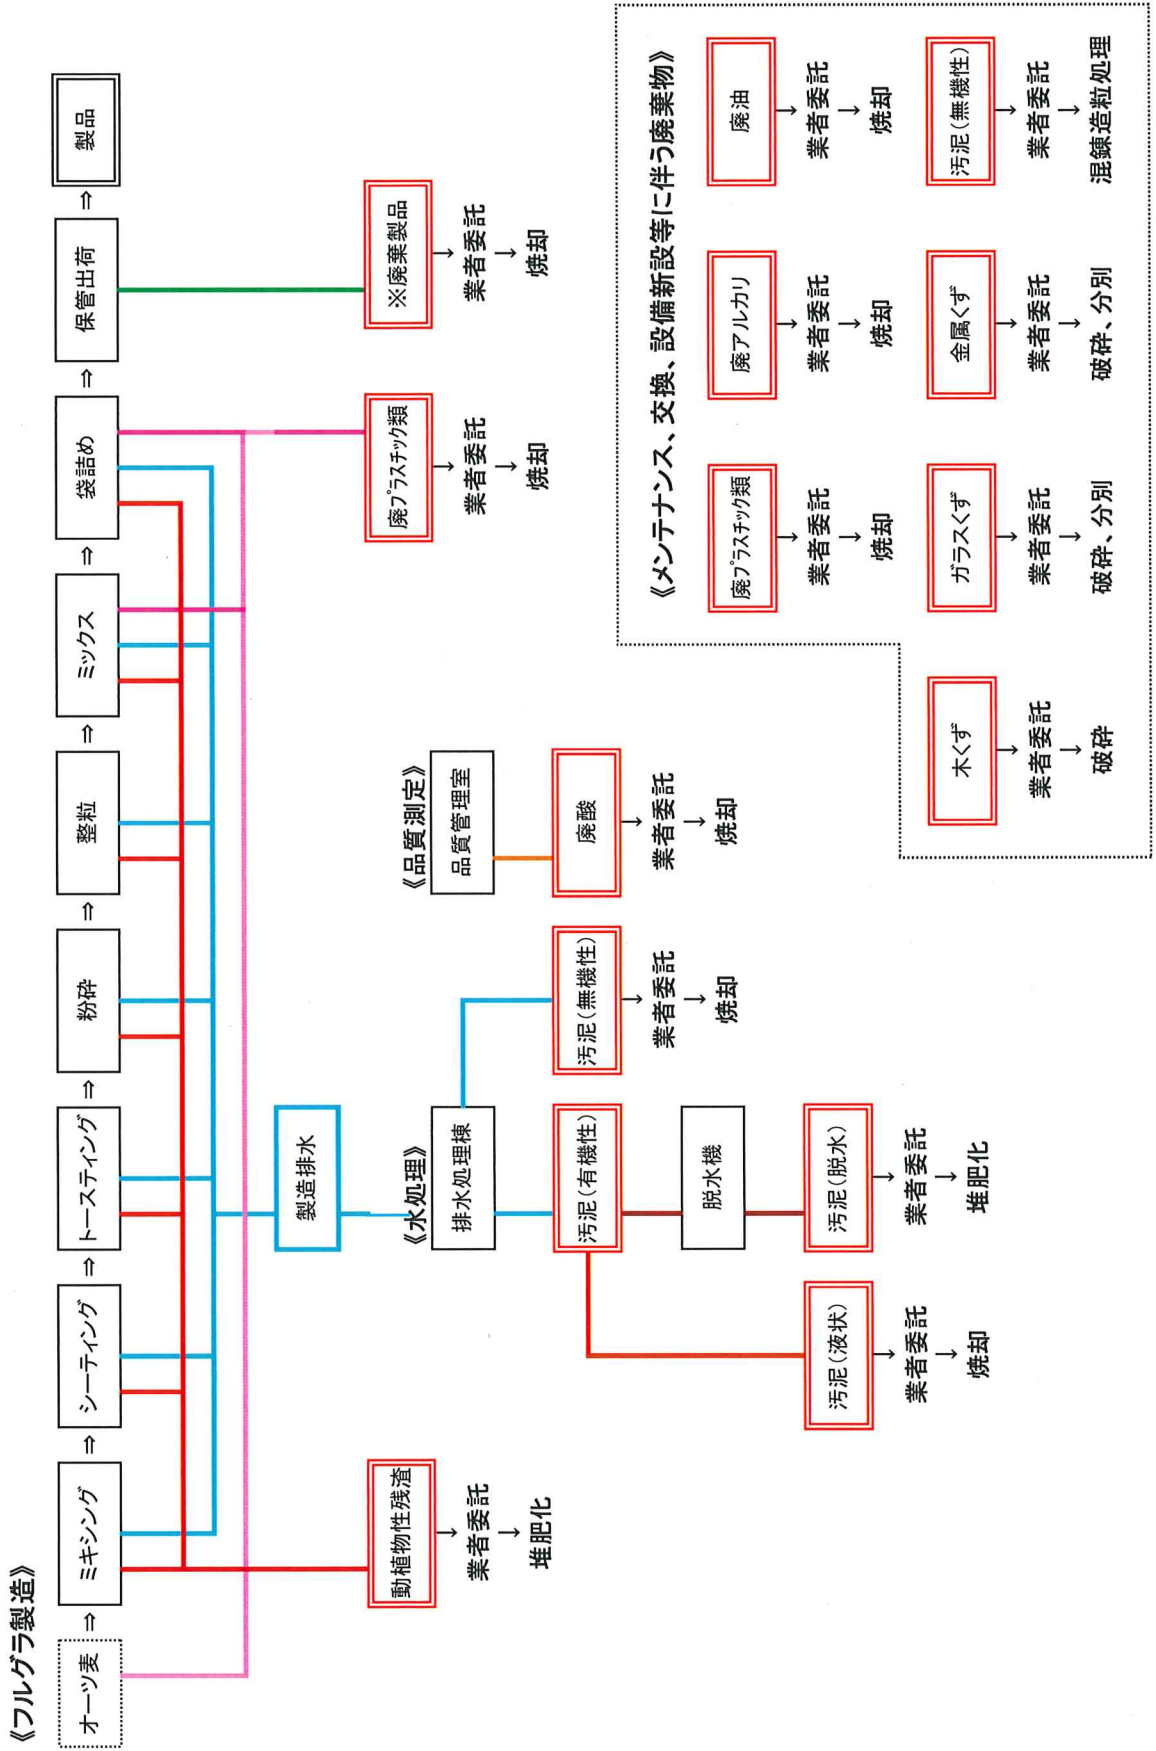 《フルグラ製造》
オーツ麦 ⇒ ミキシング ⇒ シーティング ⇒ トースティング ⇒ 粉砕 ⇒ 整粒 ⇒ ミックス ⇒ 袋詰め ⇒ 保管出荷 ⇒ 製品
動植物性残渣
↓
業者委託
↓
堆肥化
製造排水
《水処理》
排水処理棟
汚泥(有機性)
脱水機
汚泥(液状)
↓
業者委託
↓
焼却
汚泥(脱水)
↓
業者委託
↓
堆肥化
汚泥(無機性)
↓
業者委託
↓
焼却
《品質測定》
品質管理室
廃酸
↓
業者委託
↓
焼却
廃プラスチック類
↓
業者委託
↓
焼却
※廃棄製品
↓
業者委託
↓
焼却
《メンテナンス、交換、設備新設等に伴う廃棄物》
廃プラスチック類
↓
業者委託
↓
焼却
廃アルカリ
↓
業者委託
↓
焼却
廃油
↓
業者委託
↓
焼却
木くず
↓
業者委託
↓
破砕
ガラスくず
↓
業者委託
↓
破砕、分別
金属くず
↓
業者委託
↓
破砕、分別
汚泥(無機性)
↓
業者委託
↓
混錬造粒処理